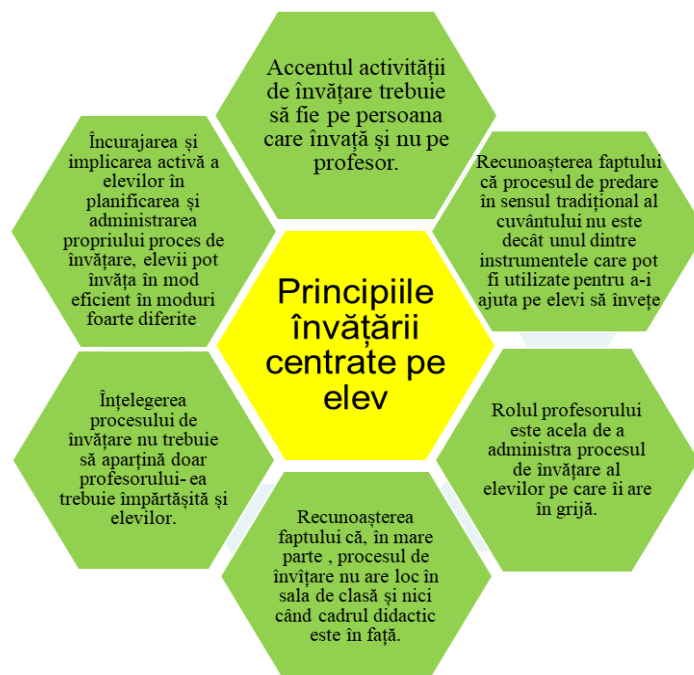 Accentul activității
de învățare trebuie
să fie pe persoana
care învață și nu pe
profesor.
Recunoașterea faptului
că procesul de predare
în sensul tradițional al
cuvântului nu este
decât unul dintre
instrumentele care pot
fi utilizate pentru a-i
ajuta pe elevi să învețe
Rolul profesorului
este acela de a
administra procesul
de învățare al
elevilor pe care îi are
în grijă.
Recunoașterea
faptului că, în mare
parte , procesul de
învîțare nu are loc în
sala de clasă și nici
când cadrul didactic
este în față.
Înțelegerea
procesului de
învățare nu trebuie
să aparțină doar
profesorului- ea
trebuie împărtășită și
elevilor.
Încurajarea și
implicarea activă a
elevilor în
planificarea și
administrarea
propriului proces de
învățare, elevii pot
învăța în mod
eficient în moduri
foarte diferite.
Principiile
învățării
centrate pe
elev